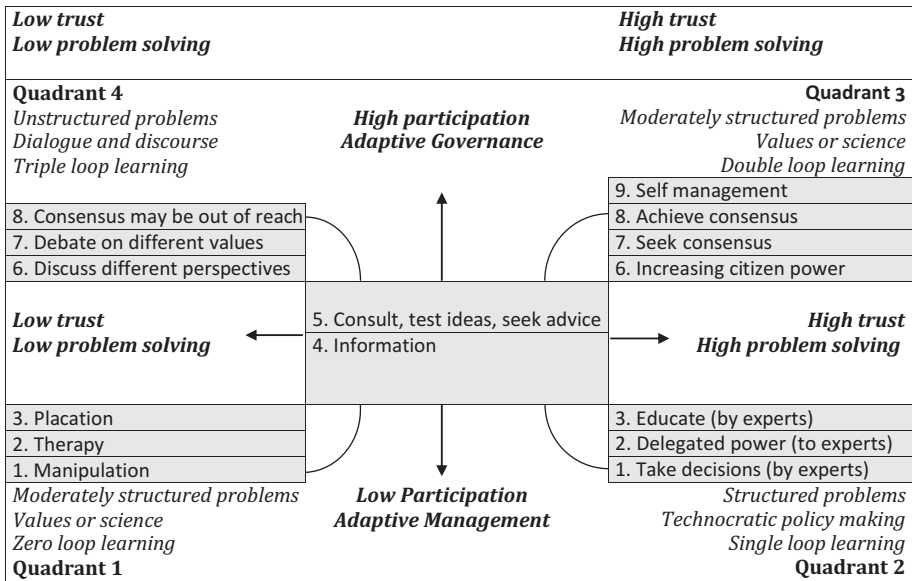 Low trust
Low problem solving
High trust
High problem solving
Quadrant 4
Unstructured problems
Dialogue and discourse
Triple loop learning
High participation
Adaptive Governance
Quadrant 3
Moderately structured problems
Values or science
Double loop learning
8. Consensus may be out of reach
7. Debate on different values
6. Discuss different perspectives
9. Self management
8. Achieve consensus
7. Seek consensus
6. Increasing citizen power
Low trust
Low problem solving
5. Consult, test ideas, seek advice
4. Information
High trust
High problem solving
3. Placation
2. Therapy
1. Manipulation
Moderately structured problems
Values or science
Zero loop learning
Quadrant 1
Low Participation
Adaptive Management
3. Educate (by experts)
2. Delegated power (to experts)
1. Take decisions (by experts)
Structured problems
Technocratic policy making
Single loop learning
Quadrant 2